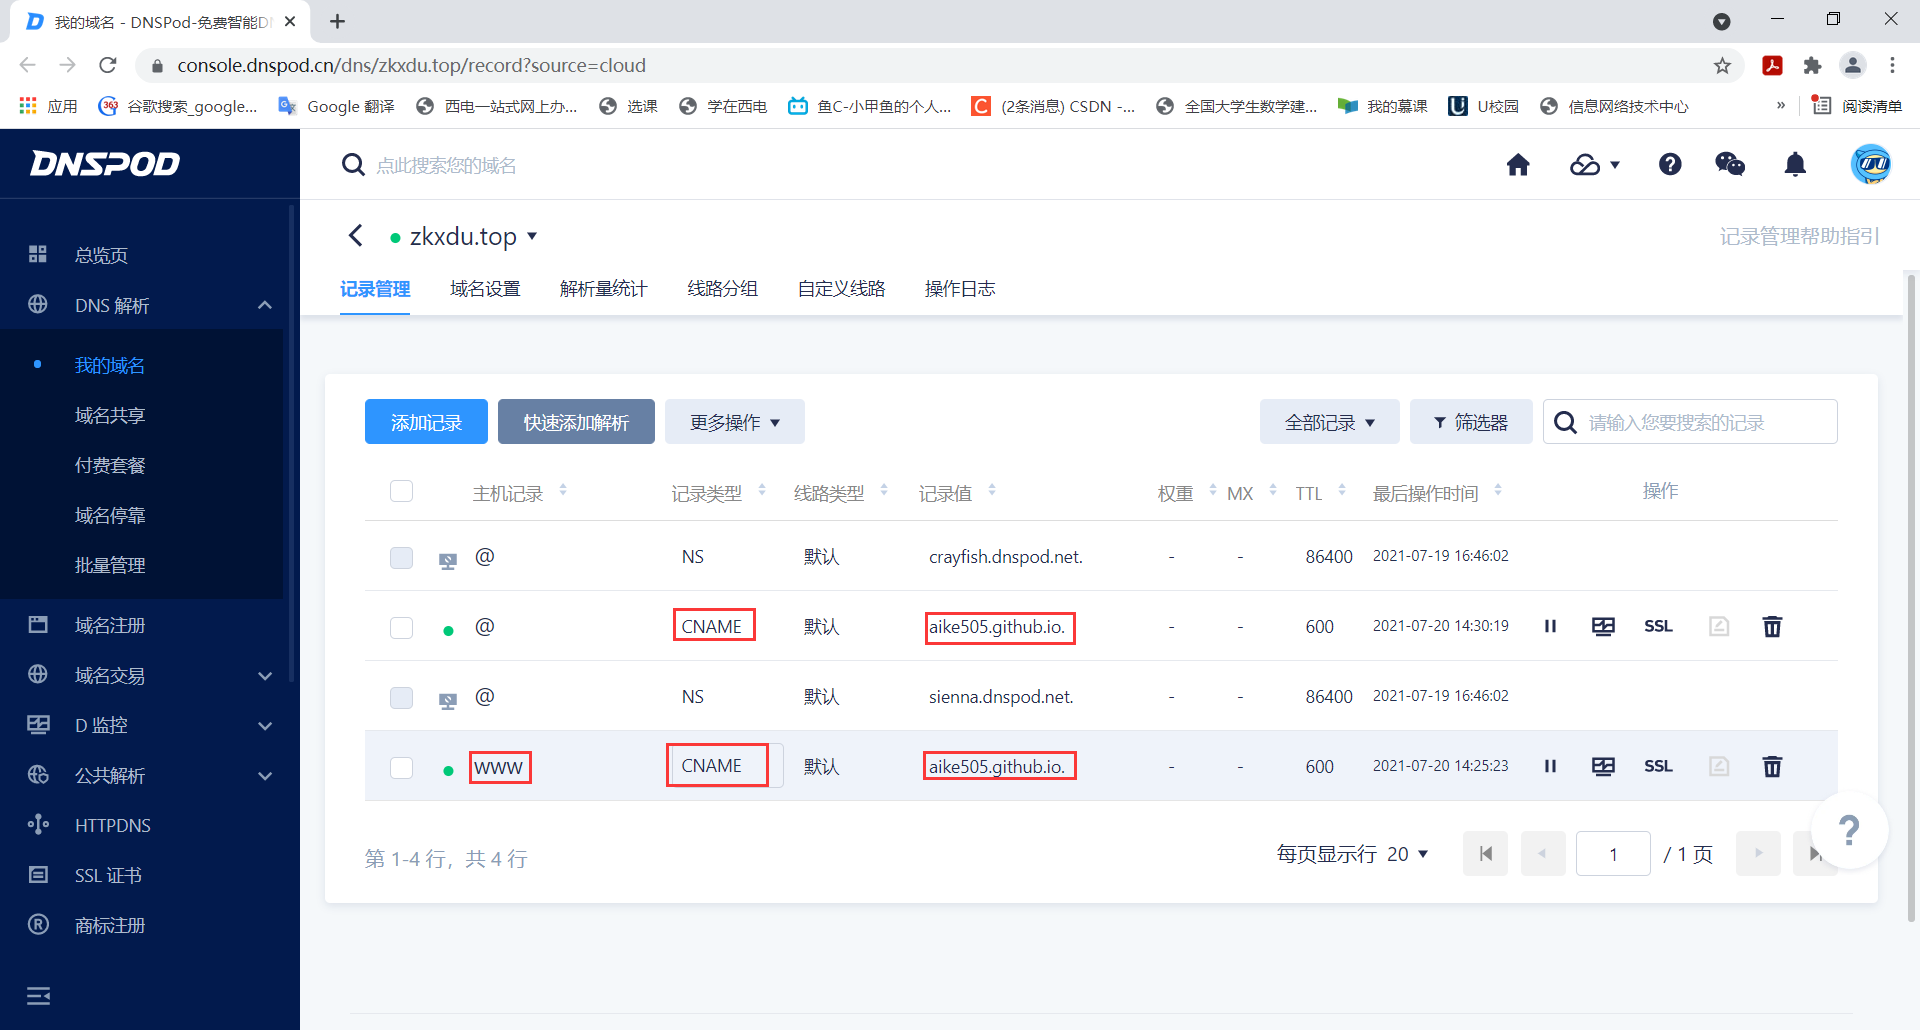 我的域名 - DNSPod-免费智能D
console.dnspod.cn/dns/zkxdu.top/record?source=cloud
应用
363
谷歌搜索_google...
Google 翻译
西电一站式网上办...
选课
学在西电
鱼C-小甲鱼的个人...
(2条消息) CSDN -...
全国大学生数学建...
我的慕课
U校园
信息网络技术中心
»
阅读清单
DNSPOD
点此搜索您的域名
zkxdu.top
记录管理帮助指引
记录管理 域名设置 解析量统计 线路分组 自定义线路 操作日志
总览页
DNS 解析
我的域名
域名共享
付费套餐
域名停靠
批量管理
域名注册
域名交易
D 监控
公共解析
HTTPDNS
SSL 证书
商标注册
添加记录 快速添加解析 更多操作 全部记录 筛选器 请输入您要搜索的记录
主机记录 记录类型 线路类型 记录值 权重 MX TTL 最后操作时间 操作
@ NS 默认 crayfish.dnspod.net. - - 86400 2021-07-19 16:46:02
@ CNAME 默认 aike505.github.io. - - 600 2021-07-20 14:30:19 SSL
@ NS 默认 sienna.dnspod.net. - - 86400 2021-07-19 16:46:02
www CNAME 默认 aike505.github.io. - - 600 2021-07-20 14:25:23 SSL
第 1-4 行，共 4 行
每页显示行 20 1 / 1 页
?